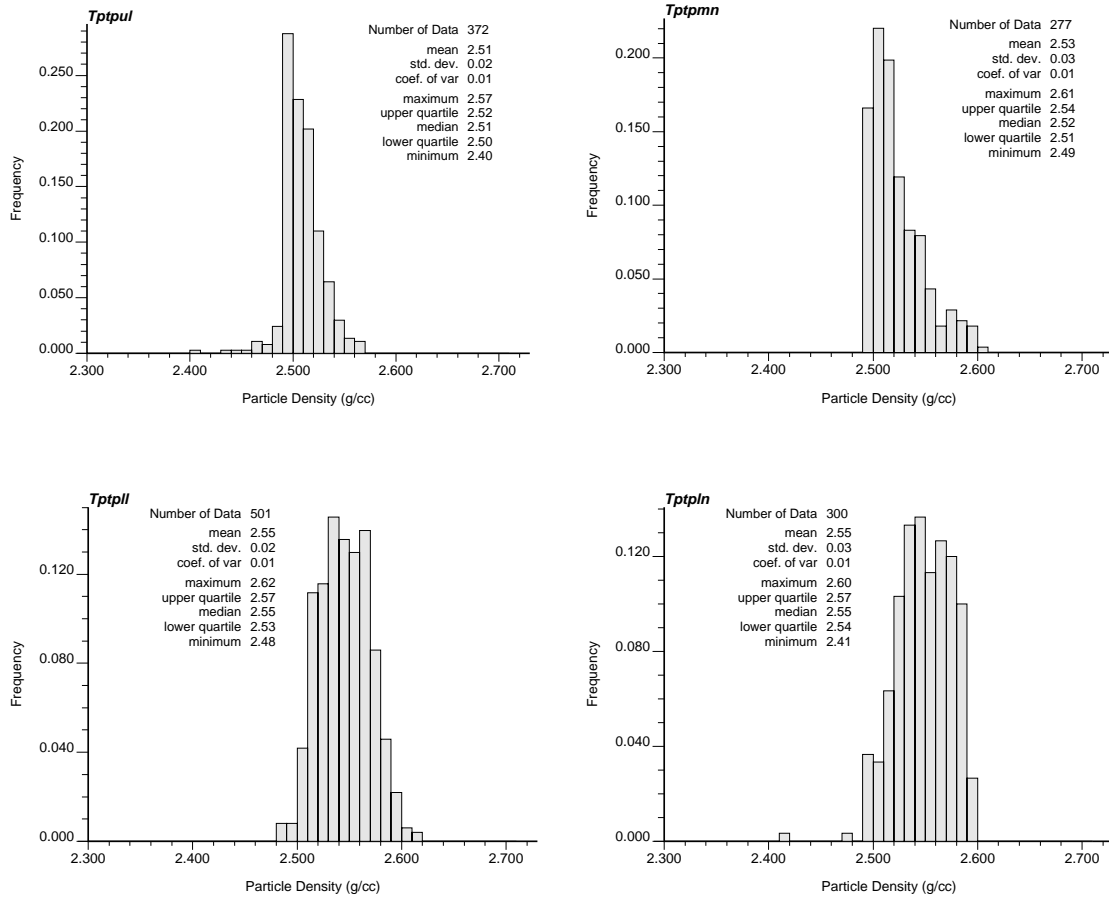 Tptpul
Number of Data 372
mean 2.51
std. dev. 0.02
coef. of var 0.01
maximum 2.57
upper quartile 2.52
median 2.51
lower quartile 2.50
minimum 2.40
Frequency
0.250
0.200
0.150
0.100
0.050
0.000
2.300 2.400 2.500 2.600 2.700
Particle Density (g/cc)
Tptpmn
Number of Data 277
mean 2.53
std. dev. 0.03
coef. of var 0.01
maximum 2.61
upper quartile 2.54
median 2.52
lower quartile 2.51
minimum 2.49
Frequency
0.200
0.150
0.100
0.050
0.000
2.300 2.400 2.500 2.600 2.700
Particle Density (g/cc)
Tptpll
Number of Data 501
mean 2.55
std. dev. 0.02
coef. of var 0.01
maximum 2.62
upper quartile 2.57
median 2.55
lower quartile 2.53
minimum 2.48
Frequency
0.120
0.080
0.040
0.000
2.300 2.400 2.500 2.600 2.700
Particle Density (g/cc)
Tptpln
Number of Data 300
mean 2.55
std. dev. 0.03
coef. of var 0.01
maximum 2.60
upper quartile 2.57
median 2.55
lower quartile 2.54
minimum 2.41
Frequency
0.120
0.080
0.040
0.000
2.300 2.400 2.500 2.600 2.700
Particle Density (g/cc)